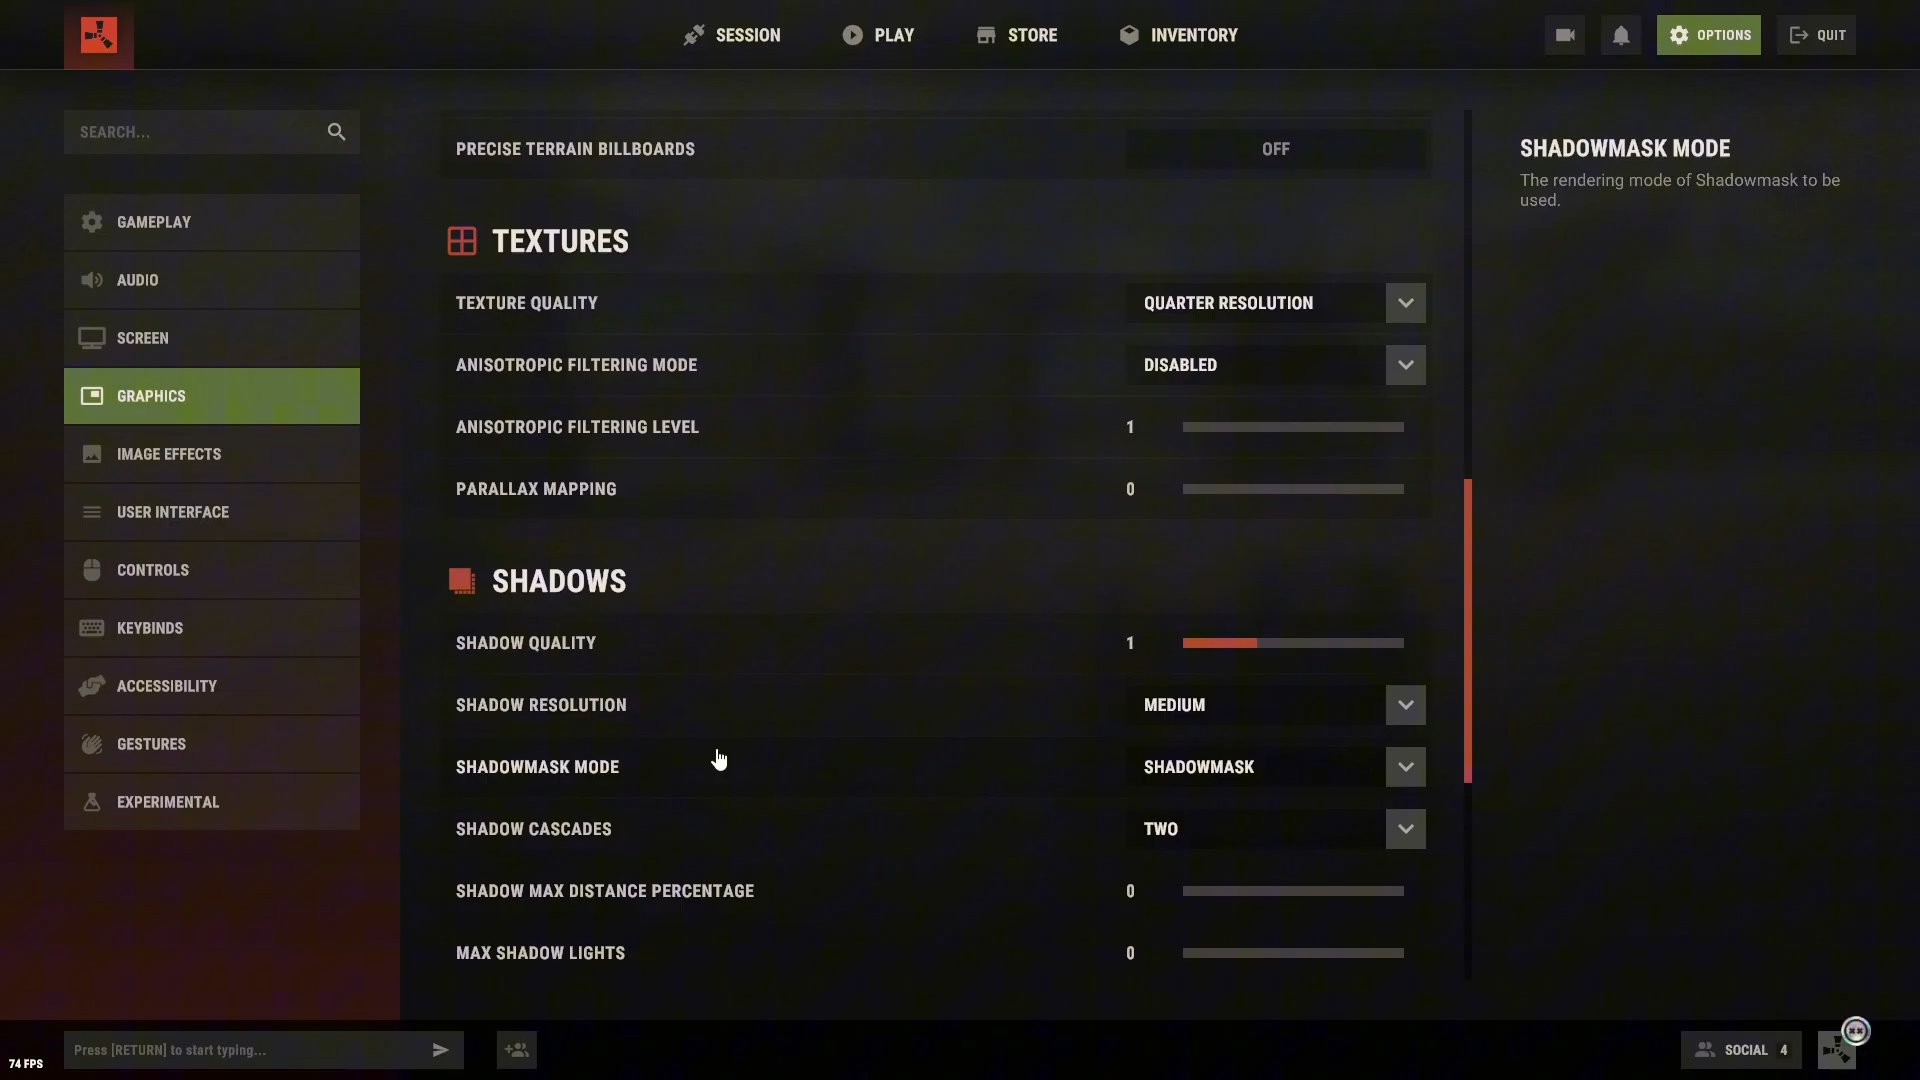 SESSION
PLAY
STORE
INVENTORY
OPTIONS
QUIT
SEARCH...
GAMEPLAY
AUDIO
SCREEN
GRAPHICS
IMAGE EFFECTS
USER INTERFACE
CONTROLS
KEYBINDS
ACCESSIBILITY
GESTURES
EXPERIMENTAL
PRECISE TERRAIN BILLBOARDS OFF
TEXTURES
TEXTURE QUALITY QUARTER RESOLUTION
ANISOTROPIC FILTERING MODE DISABLED
ANISOTROPIC FILTERING LEVEL 1
PARALLAX MAPPING 0
SHADOWS
SHADOW QUALITY 1
SHADOW RESOLUTION MEDIUM
SHADOWMASK MODE SHADOWMASK
SHADOW CASCADES TWO
SHADOW MAX DISTANCE PERCENTAGE 0
MAX SHADOW LIGHTS 0
SHADOWMASK MODE
The rendering mode of Shadowmask to be
used.
Press [RETURN] to start typing...
74 FPS
SOCIAL 4